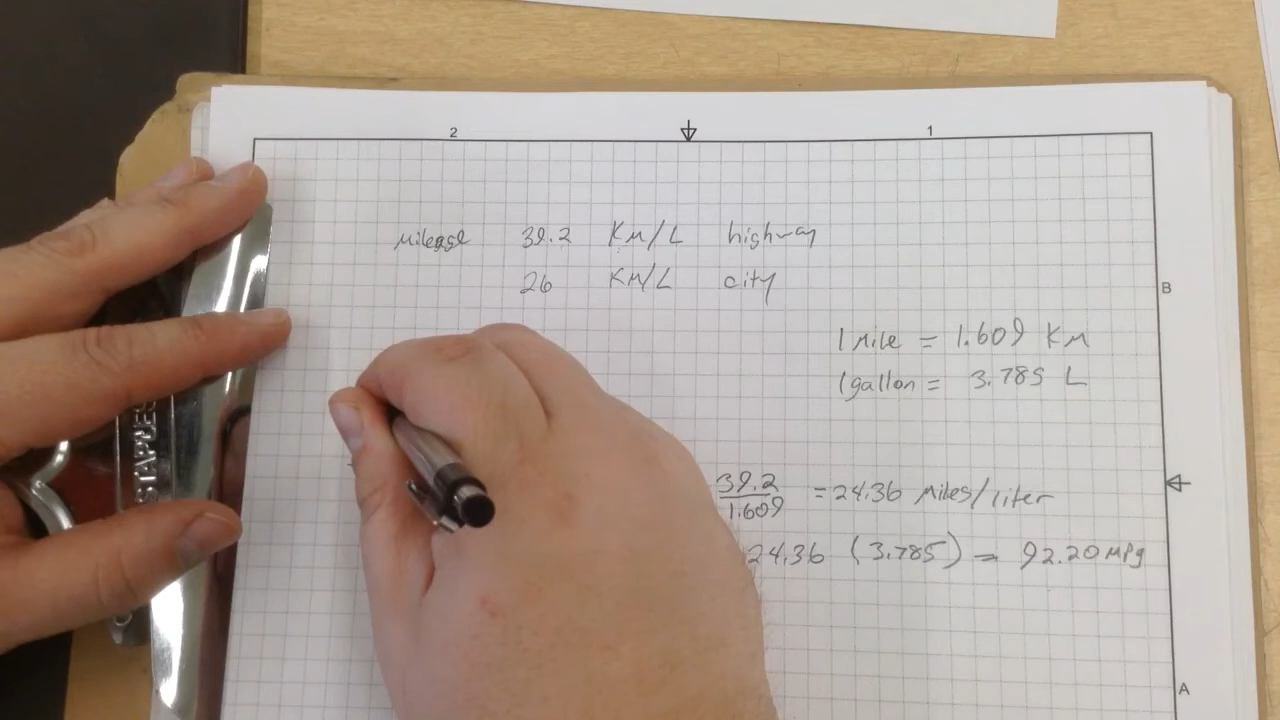 2 1
mileage 39.2 KM/L highway
26 KM/L city
B
1 Mile = 1.609 KM
1 gallon = 3.785 L
STAPLES
39.2
1.609
= 24.36 Miles/liter
24.36 (3.785) = 92.20 MPg
A